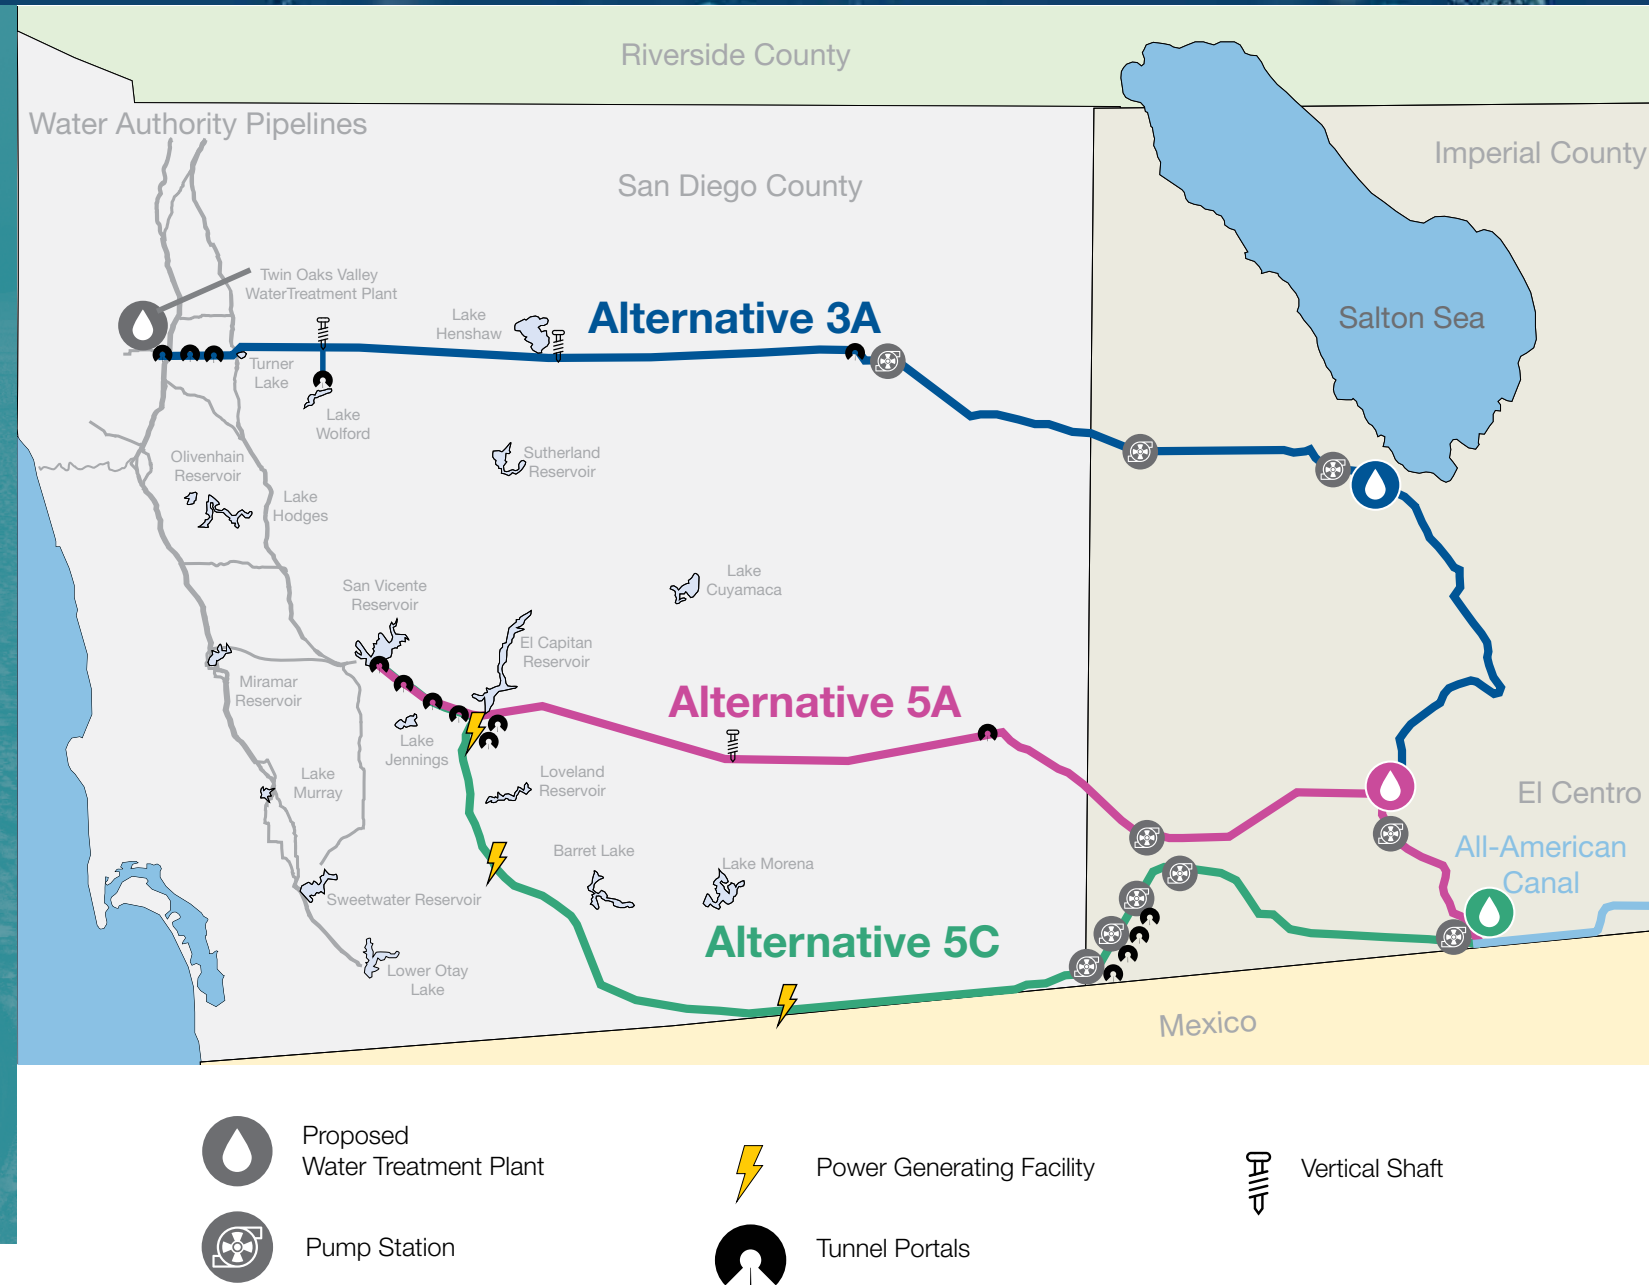 Riverside County
Water Authority Pipelines
Imperial County
San Diego County
Twin Oaks Valley
WaterTreatment Plant
Lake
Henshaw
Alternative 3A
Salton Sea
Turner
Lake
Lake
Wolford
Olivenhain
Reservoir
Sutherland
Reservoir
Lake
Hodges
San Vicente
Reservoir
Lake
Cuyamaca
El Capitan
Reservoir
Miramar
Reservoir
Alternative 5A
Lake
Jennings
Lake
Murray
Loveland
Reservoir
El Centro
All-American
Canal
Barret Lake
Lake Morena
Sweetwater Reservoir
Alternative 5C
Lower Otay
Lake
Mexico
Proposed
Water Treatment Plant
Power Generating Facility
Vertical Shaft
Pump Station
Tunnel Portals